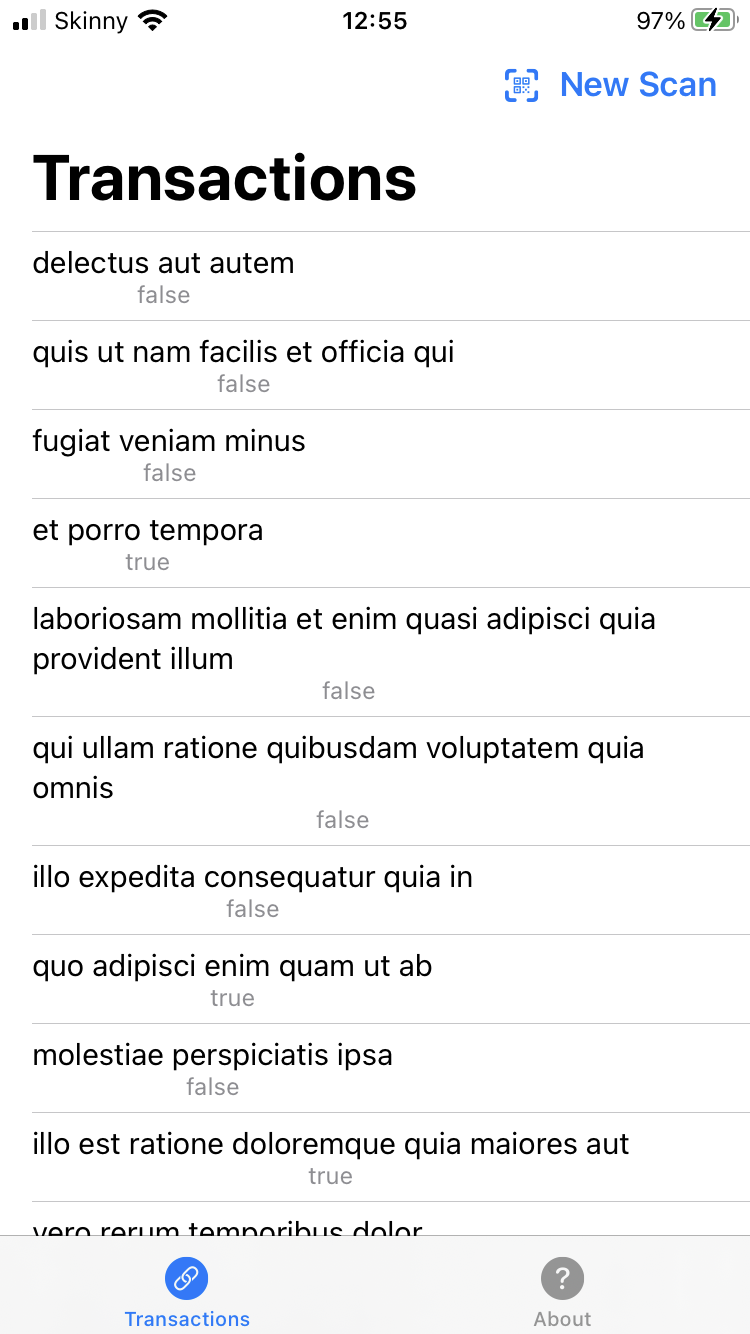 Skinny 12:55 97%
New Scan
Transactions
delectus aut autem
false
quis ut nam facilis et officia qui
false
fugiat veniam minus
false
et porro tempora
true
laboriosam mollitia et enim quasi adipisci quia
provident illum
false
qui ullam ratione quibusdam voluptatem quia
omnis
false
illo expedita consequatur quia in
false
quo adipisci enim quam ut ab
true
molestiae perspiciatis ipsa
false
illo est ratione doloremque quia maiores aut
true
vero rerum temporibus dolor
Transactions About